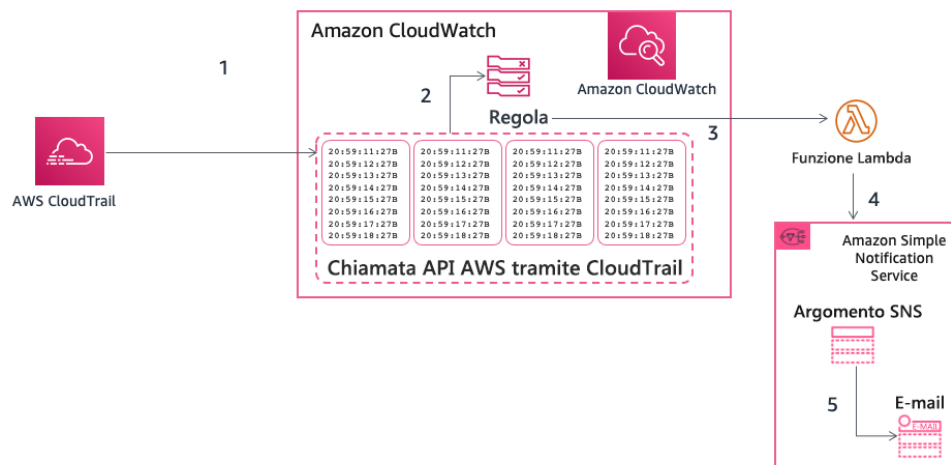 Amazon CloudWatch
1
2
Regola
Amazon CloudWatch
3
Funzione Lambda
AWS CloudTrail
20:59:11:27B 20:59:11:27B 20:59:11:27B 20:59:11:27B
20:59:12:27B 20:59:12:27B 20:59:12:27B 20:59:12:27B
20:59:13:27B 20:59:13:27B 20:59:13:27B 20:59:13:27B
20:59:14:27B 20:59:14:27B 20:59:14:27B 20:59:14:27B
20:59:15:27B 20:59:15:27B 20:59:15:27B 20:59:15:27B
20:59:16:27B 20:59:16:27B 20:59:16:27B 20:59:16:27B
20:59:17:27B 20:59:17:27B 20:59:17:27B 20:59:17:27B
20:59:18:27B 20:59:18:27B 20:59:18:27B 20:59:18:27B
Chiamata API AWS tramite CloudTrail
4
Amazon Simple
Notification
Service
Argomento SNS
5
E-mail
E-MAIL